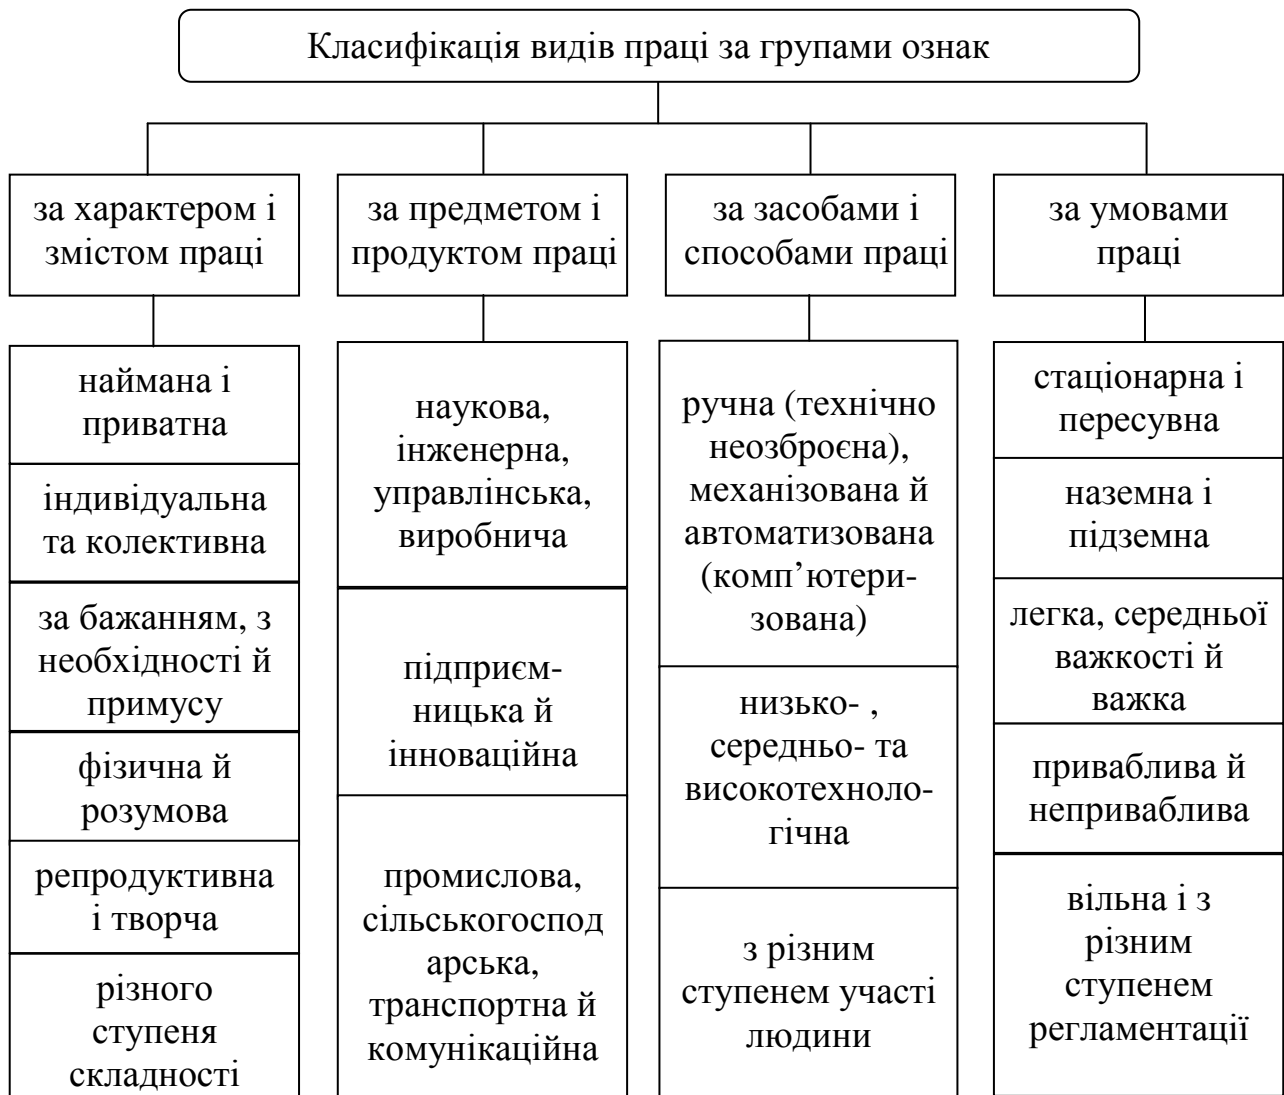 Класифікація видів праці за групами ознак
за характером і
змістом праці
наймана і
приватна
індивідуальна
та колективна
за бажанням, з
необхідності й
примусу
фізична й
розумова
репродуктивна
і творча
різного
ступеня
складності
за предметом і
продуктом праці
наукова,
інженерна,
управлінська,
виробнича
підприєм-
ницька й
інноваційна
промислова,
сільськогоспод
арська,
транспортна й
комунікаційна
за засобами і
способами праці
ручна (технічно
неозброєна),
механізована й
автоматизована
(комп’ютери-
зована)
низько- ,
середньо- та
високотехноло-
гічна
з різним
ступенем участі
людини
за умовами
праці
стаціонарна і
пересувна
наземна і
підземна
легка, середньої
важкості й
важка
приваблива й
неприваблива
вільна і з
різним
ступенем
регламентації